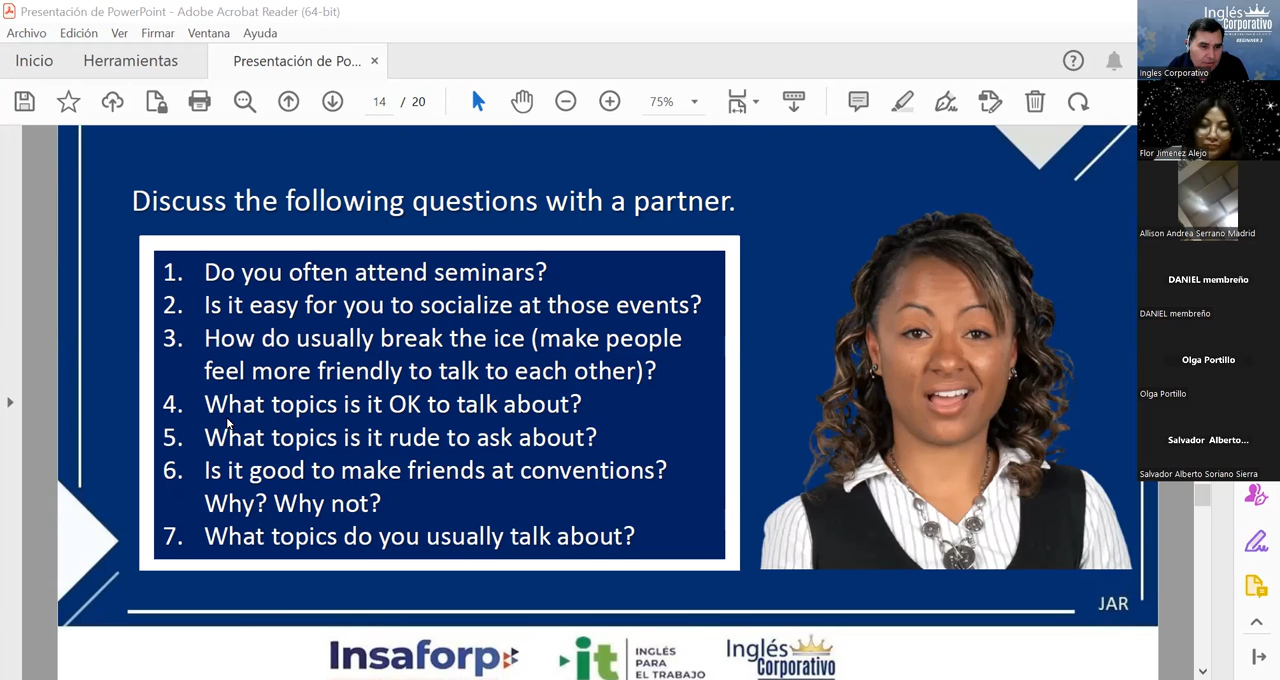 Presentación de PowerPoint - Adobe Acrobat Reader (64-bit)
Archivo Edición Ver Firmar Ventana Ayuda
Inicio Herramientas Presentación de Po... ×
14 / 20 75%
Discuss the following questions with a partner.
1. Do you often attend seminars?
2. Is it easy for you to socialize at those events?
3. How do usually break the ice (make people
feel more friendly to talk to each other)?
4. What topics is it OK to talk about?
5. What topics is it rude to ask about?
6. Is it good to make friends at conventions?
Why? Why not?
7. What topics do you usually talk about?
JAR
Insaforp
it INGLÉS
PARA
EL TRABAJO
Inglés
Corporativo
Inglés
Corporativo
BEGINNER 3
Ingles Corporativo
Flor Jimenez Alejo
Allison Andrea Serrano Madrid
DANIEL membreño
DANIEL membreño
Olga Portillo
Olga Portillo
Salvador Alberto...
Salvador Alberto Soriano Sierra